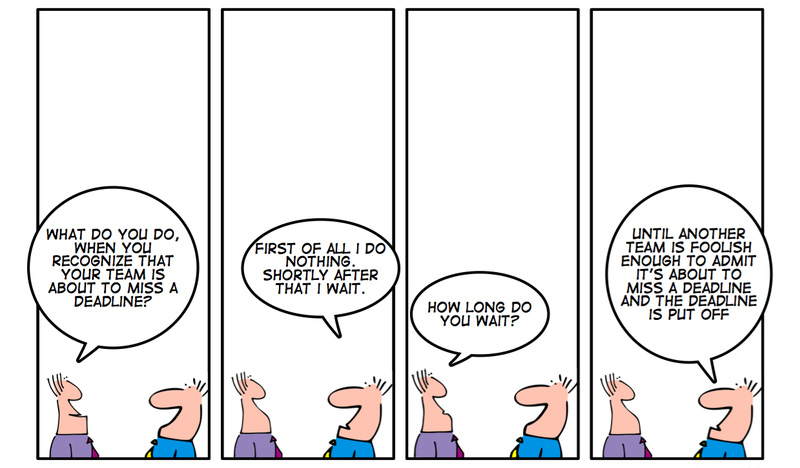 WHAT DO YOU DO,
WHEN YOU
RECOGNIZE THAT
YOUR TEAM IS
ABOUT TO MISS A
DEADLINE?
FIRST OF ALL I DO
NOTHING.
SHORTLY AFTER
THAT I WAIT.
HOW LONG DO
YOU WAIT?
UNTIL ANOTHER
TEAM IS FOOLISH
ENOUGH TO ADMIT
IT'S ABOUT TO
MISS A DEADLINE
AND THE DEADLINE
IS PUT OFF